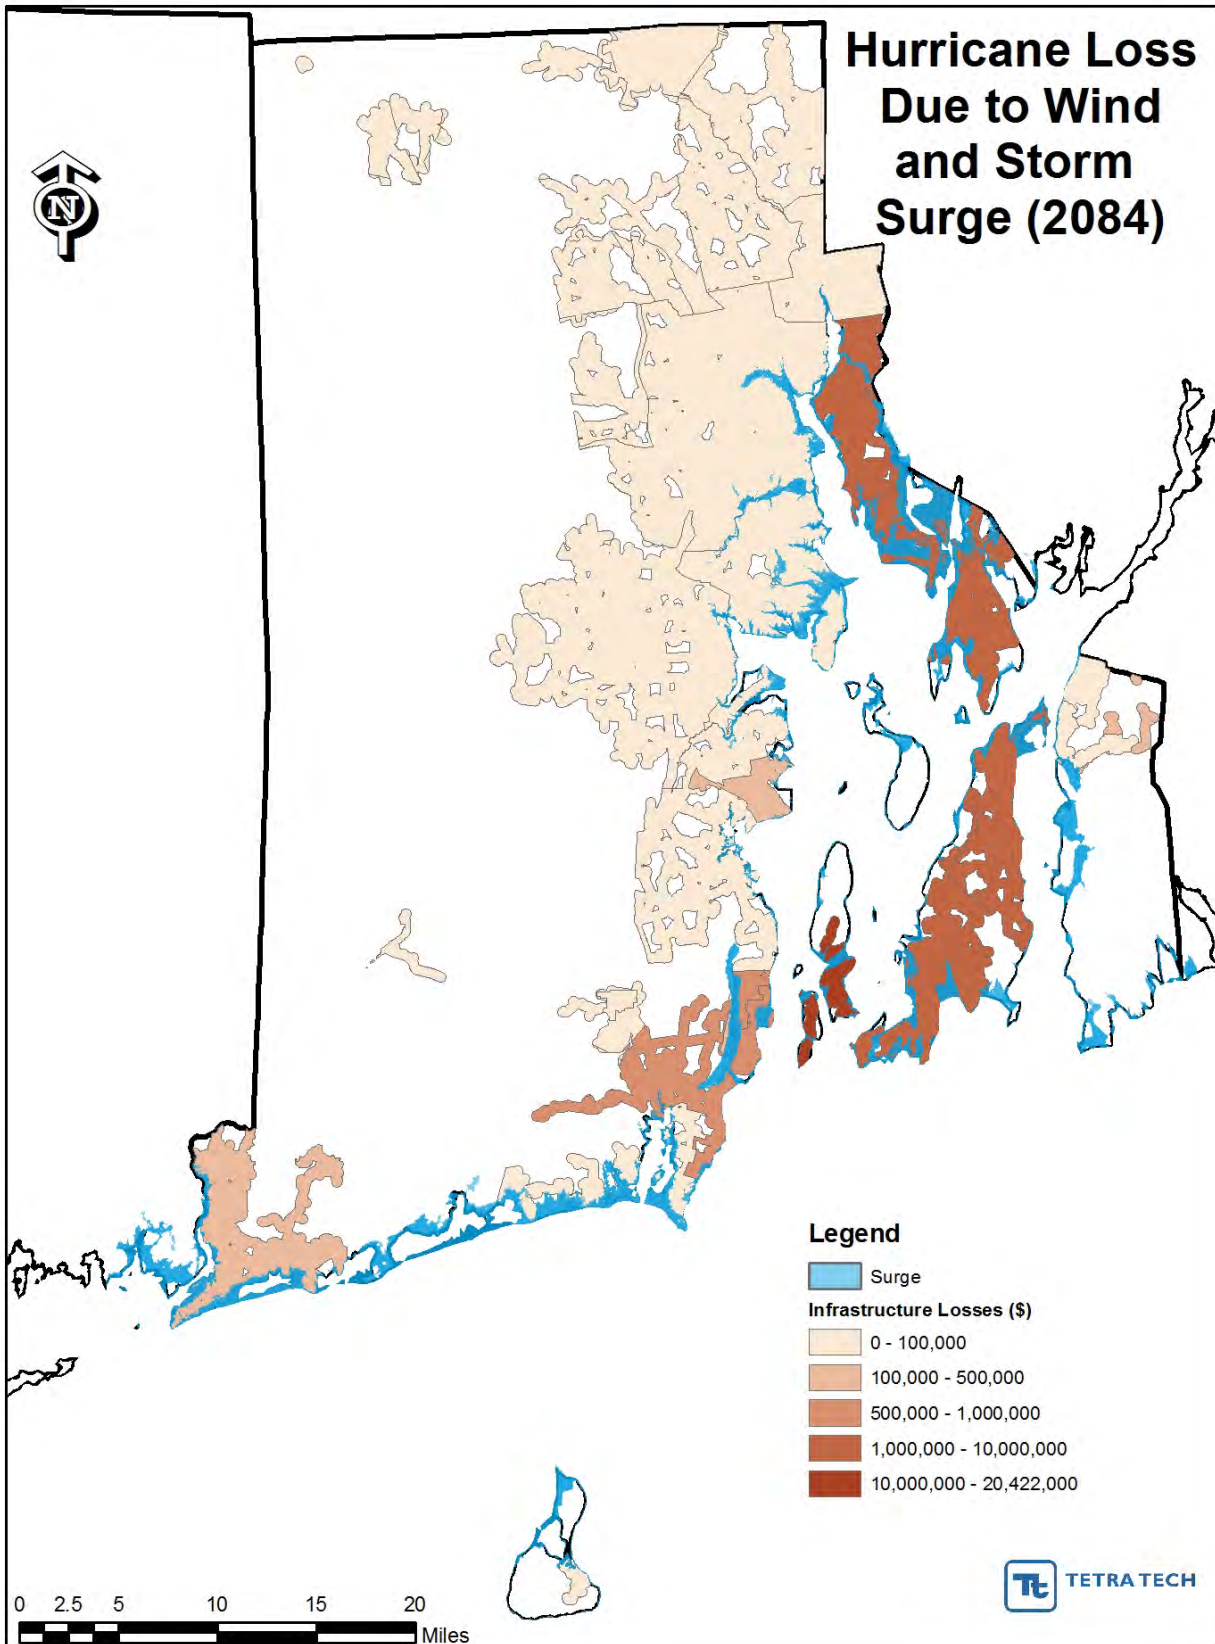 Hurricane Loss
Due to Wind
and Storm
Surge (2084)
N
Legend
Surge
Infrastructure Losses ($)
0 - 100,000
100,000 - 500,000
500,000 - 1,000,000
1,000,000 - 10,000,000
10,000,000 - 20,422,000
Tt TETRA TECH
0 2.5 5 10 15 20
Miles